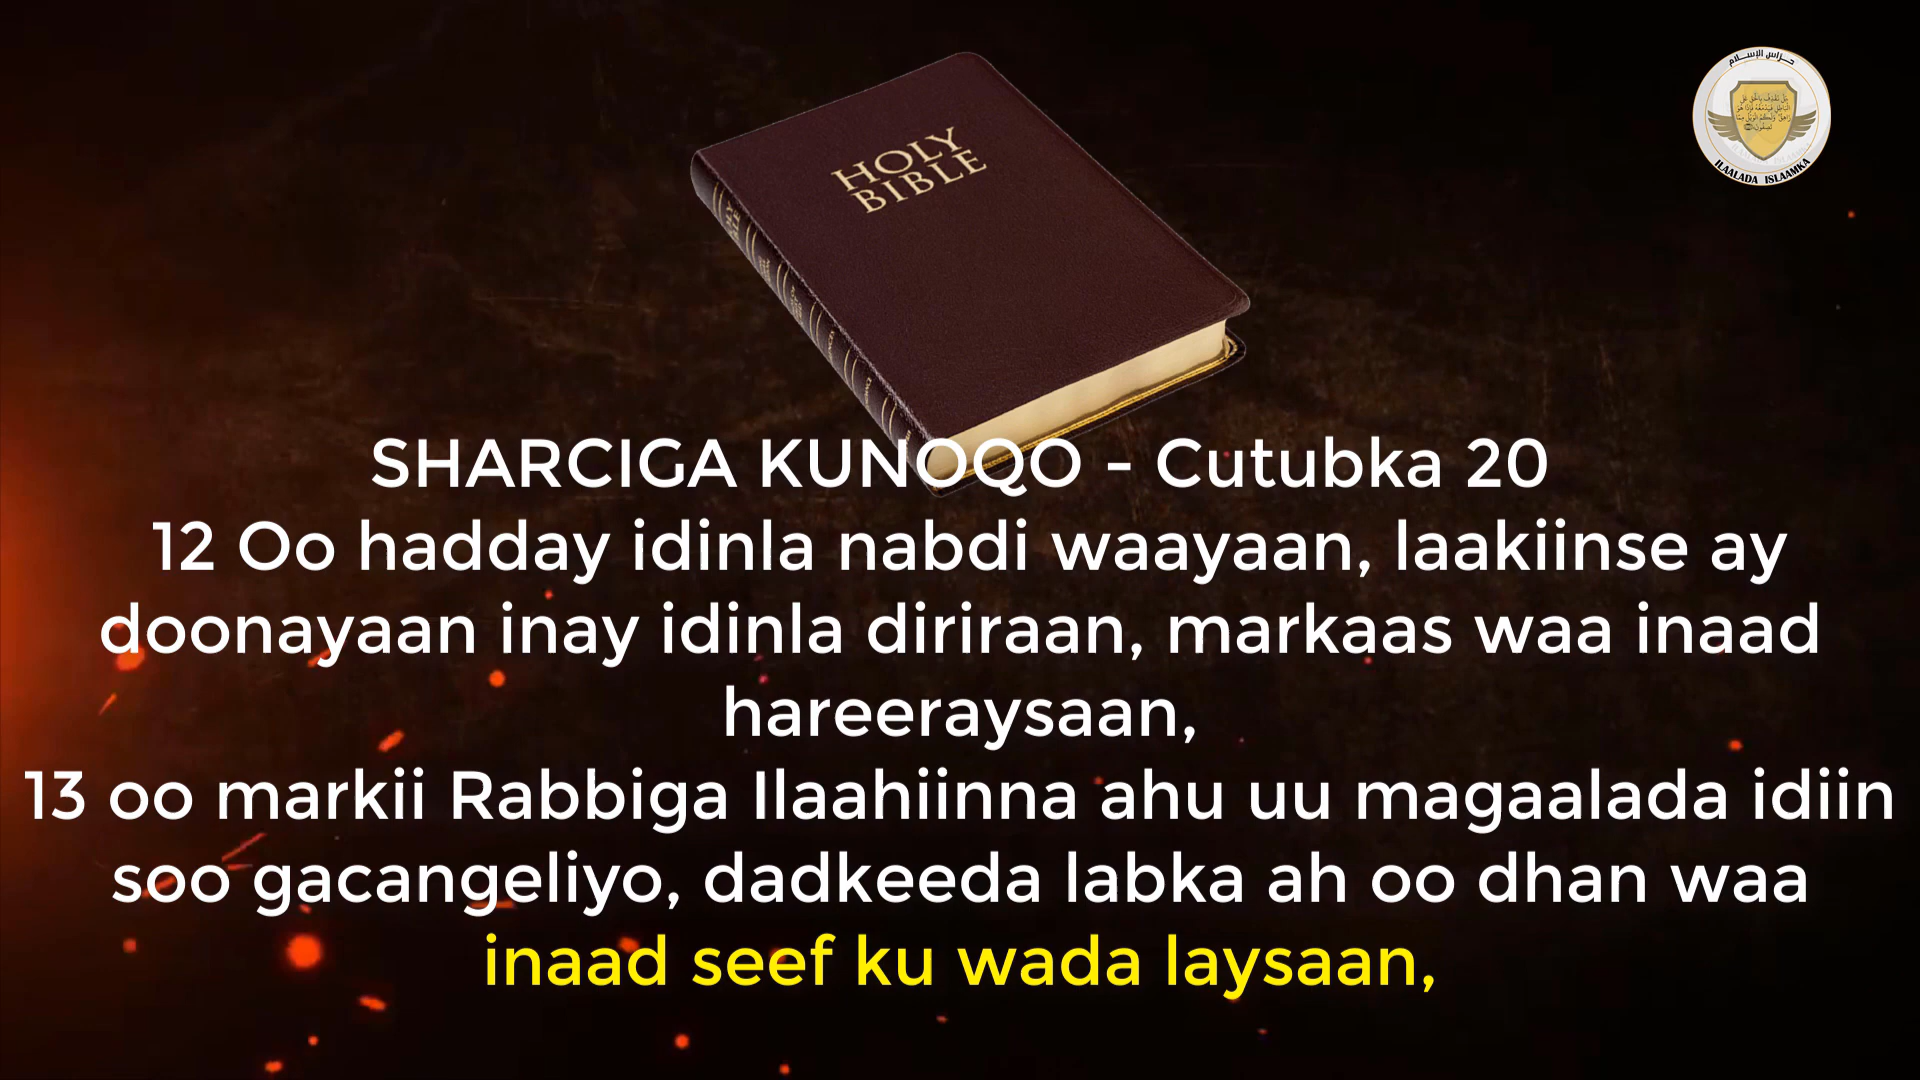 حراس الإسلام
ILAALADA ISLAAMKA
HOLY
BIBLE
SHARCIGA KUNOQO - Cutubka 20
12 Oo hadday idinla nabdi waayaan, laakiinse ay
doonayaan inay idinla diriraan, markaas waa inaad
hareeraysaan,
13 oo markii Rabbiga Ilaahiinna ahu uu magaalada idiin
soo gacangeliyo, dadkeeda labka ah oo dhan waa
inaad seef ku wada laysaan,